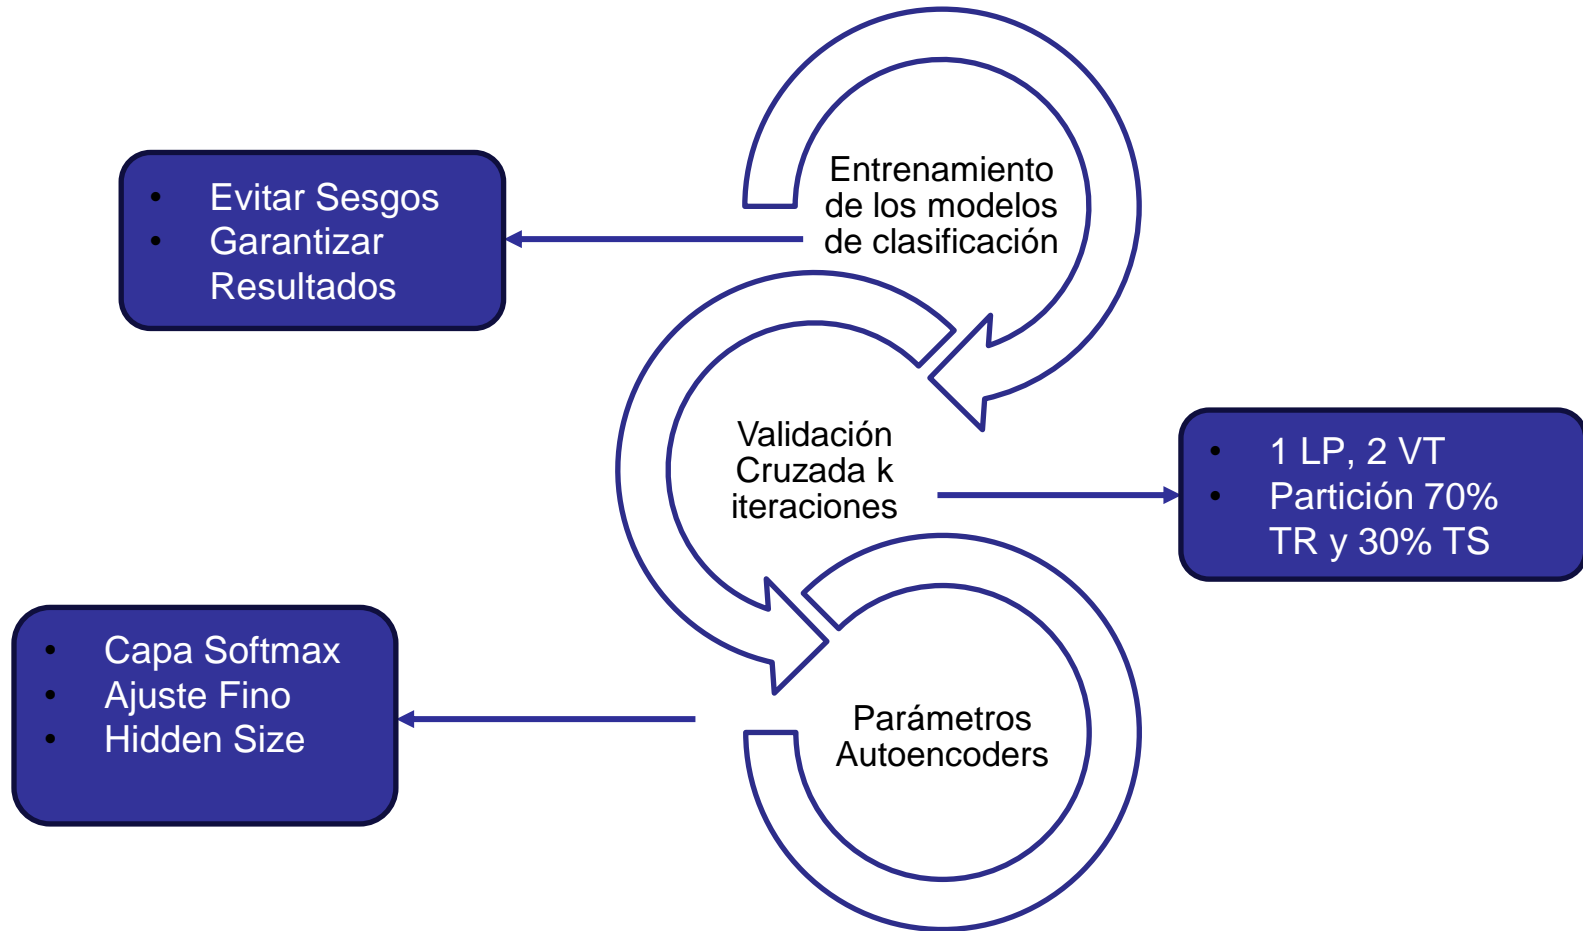 Entrenamiento
de los modelos
de clasificación
• Evitar Sesgos
• Garantizar
Resultados
Validación
Cruzada k
iteraciones
• 1 LP, 2 VT
• Partición 70%
TR y 30% TS
Parámetros
Autoencoders
• Capa Softmax
• Ajuste Fino
• Hidden Size